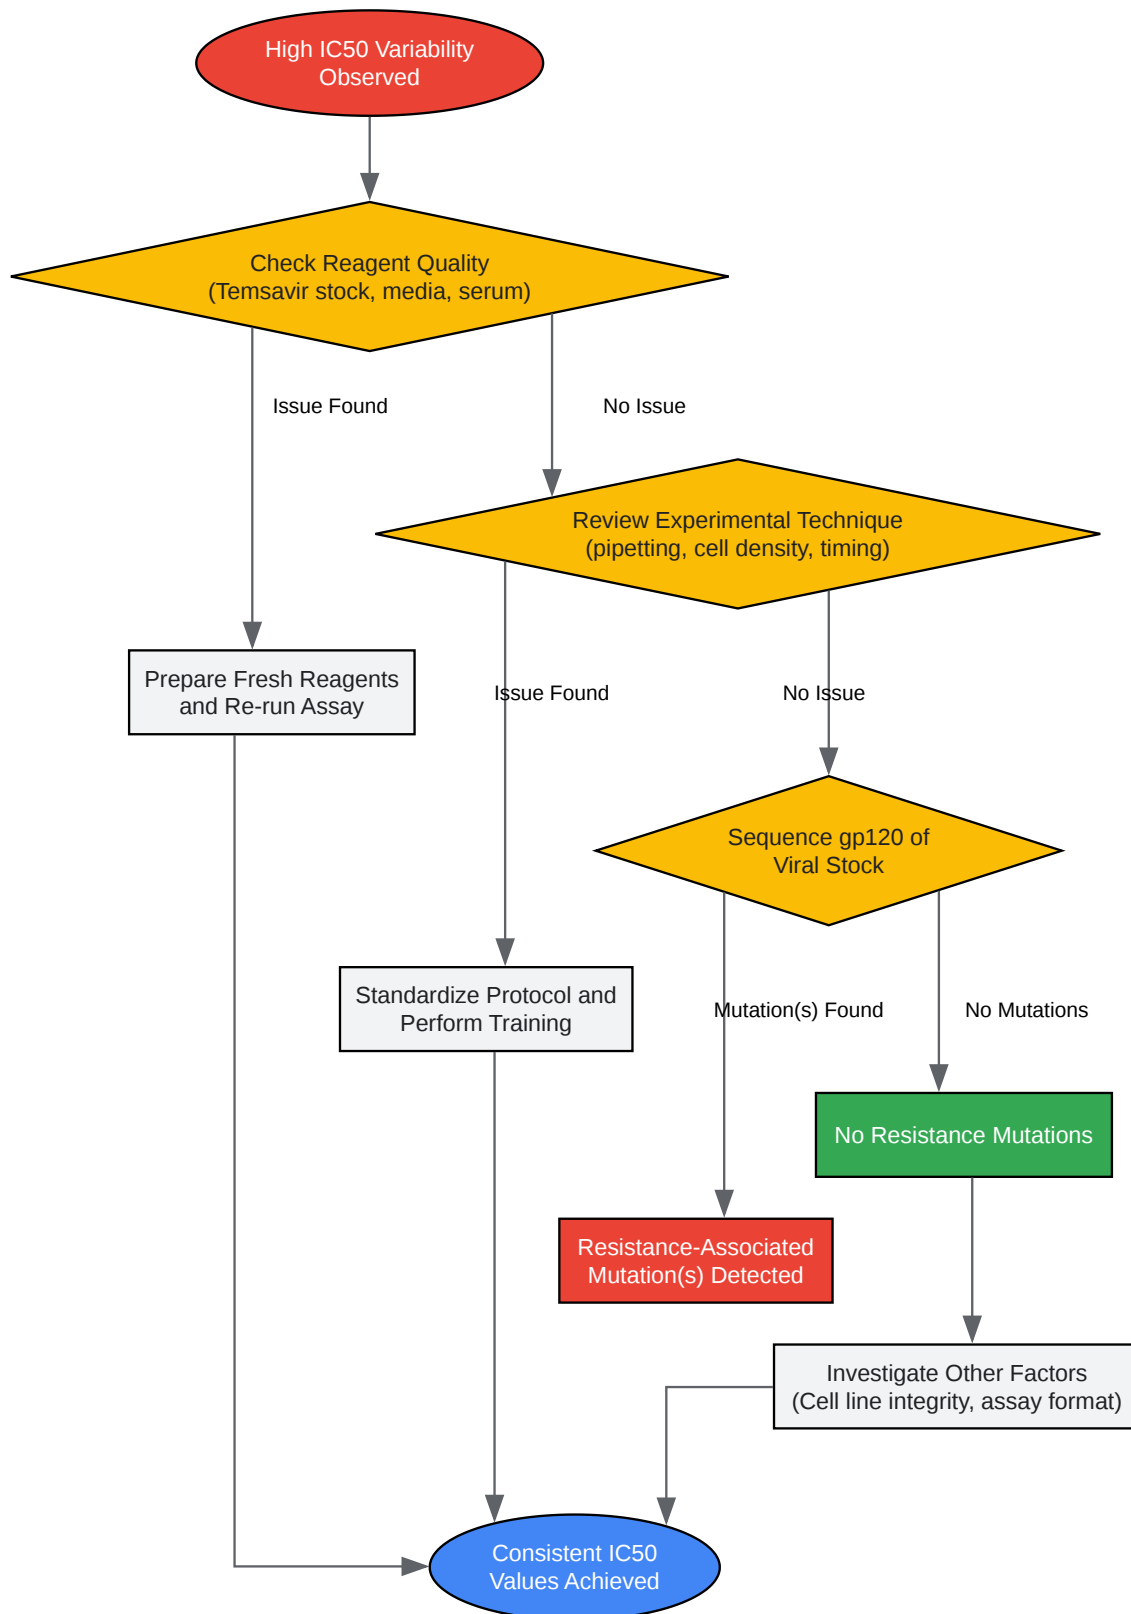 High IC50 Variability
Observed
Check Reagent Quality
(Temsavir stock, media, serum)
Issue Found
No Issue
Review Experimental Technique
(pipetting, cell density, timing)
Prepare Fresh Reagents
and Re-run Assay
Issue Found
No Issue
Sequence gp120 of
Viral Stock
Standardize Protocol and
Perform Training
Mutation(s) Found
No Mutations
No Resistance Mutations
Resistance-Associated
Mutation(s) Detected
Investigate Other Factors
(Cell line integrity, assay format)
Consistent IC50
Values Achieved